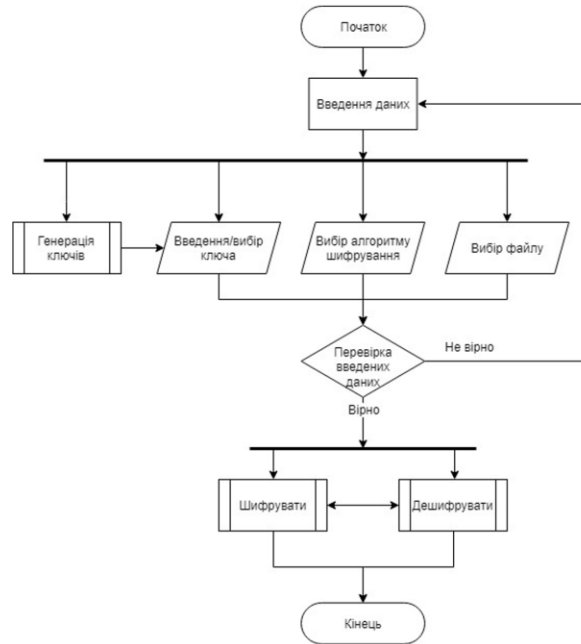 Початок
Введення даних
Генерація
ключів
Введення/вибір
ключа
Вибір алгоритму
шифрування
Вибір файлу
Перевірка
введених
даних
Не вірно
Вірно
Шифрувати
Дешифрувати
Кінець